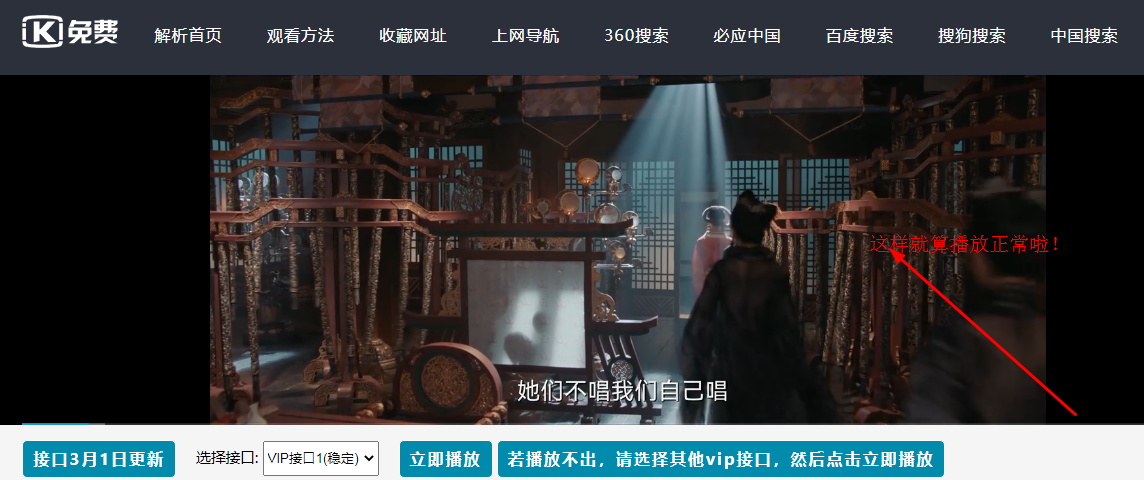 iK免费 解析首页 观看方法 收藏网址 上网导航 360搜索 必应中国 百度搜索 搜狗搜索 中国搜索
这样就算播放正常啦！
她们不唱我们自己唱
接口3月1日更新 选择接口: VIP接口1(稳定) 立即播放 若播放不出，请选择其他vip接口，然后点击立即播放